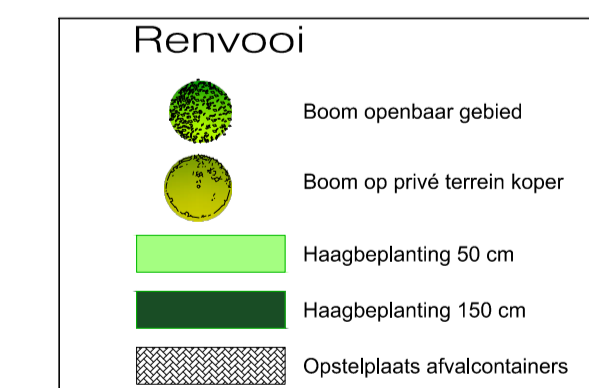 Renvooi
Boom openbaar gebied
Boom op privé terrein koper
Haagbeplanting 50 cm
Haagbeplanting 150 cm
Opstelplaats afvalcontainers